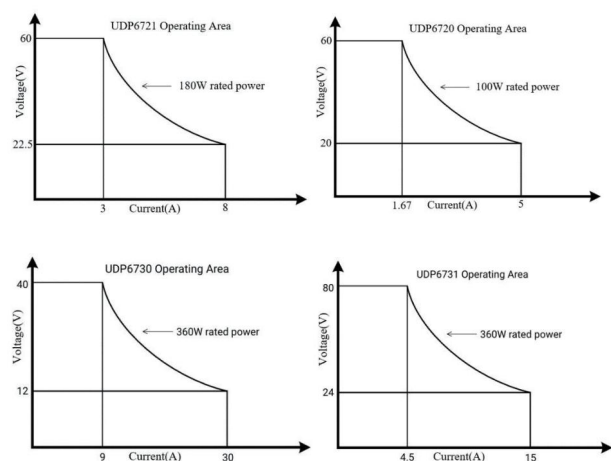 UDP6721 Operating Area
60
180W rated power
Voltage(V)
22.5
3
Current(A)
8
UDP6720 Operating Area
60
100W rated power
Voltage(V)
20
1.67
Current(A)
5
UDP6730 Operating Area
40
360W rated power
Voltage(V)
12
9
Current(A)
30
UDP6731 Operating Area
80
360W rated power
Voltage(V)
24
4.5
Current(A)
15